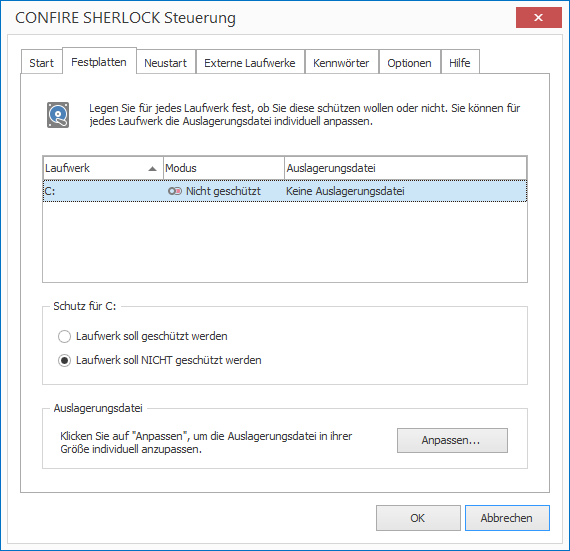 CONFIRE SHERLOCK Steuerung
Start Festplatten Neustart Externe Laufwerke Kennwörter Optionen Hilfe
Legen Sie für jedes Laufwerk fest, ob Sie diese schützen wollen oder nicht. Sie können für
jedes Laufwerk die Auslagerungsdatei individuell anpassen.
Laufwerk Modus Auslagerungsdatei
C: Nicht geschützt Keine Auslagerungsdatei
Schutz für C:
Laufwerk soll geschützt werden
Laufwerk soll NICHT geschützt werden
Auslagerungsdatei
Klicken Sie auf "Anpassen", um die Auslagerungsdatei in ihrer
Größe individuell anzupassen.
Anpassen...
OK Abbrechen